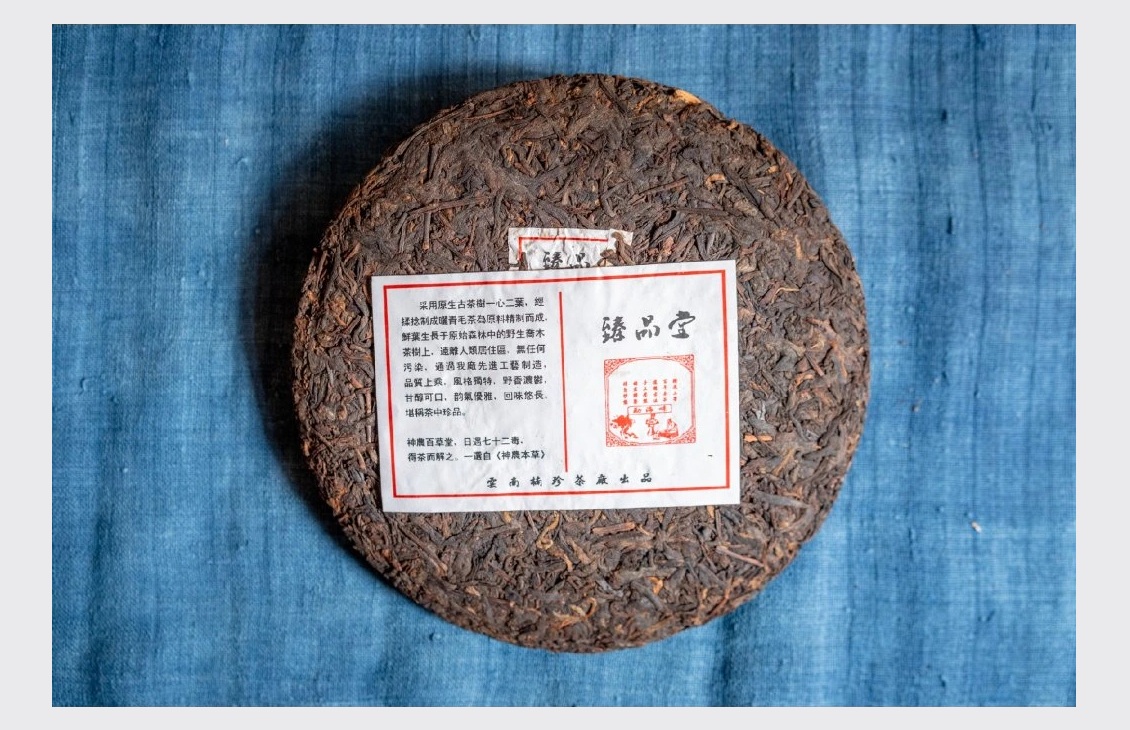 臻品
采用原生古茶樹一心二葉，經
揉捻制成曬青毛茶為原料精制而成，
鮮葉生長于原始森林中的野生喬木
茶樹上，遠離人類居住區，無任何
污染，通過我廠先進工藝制造，
品質上乘，風格獨特，野香濃鬱，
甘醇可口，韵氣優雅，回味悠長，
堪稱茶中珍品。
神農百草堂，日遇七十二毒，
得茶而解之。一選自《神農本草》
臻品堂
勐海味
雲南 珍茶廠出品